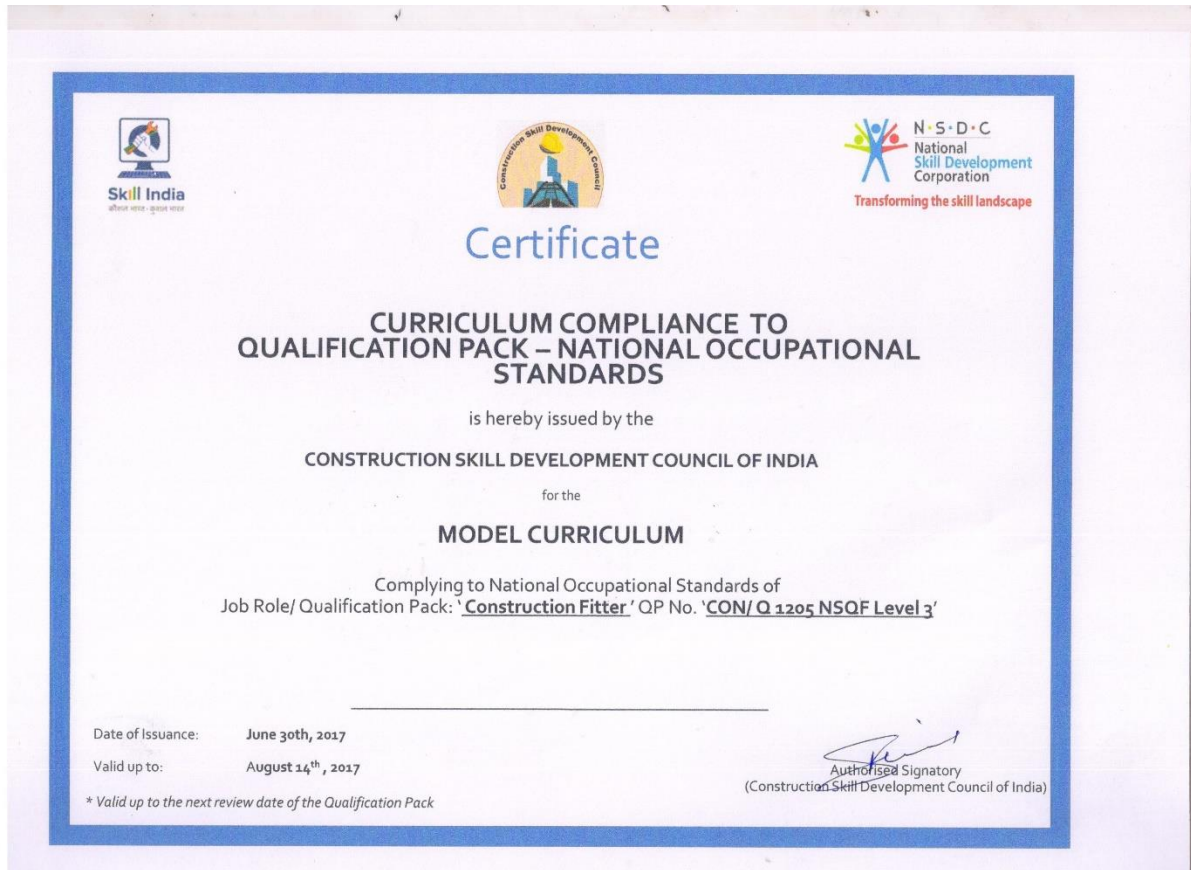 Skill India
कौशल भारत - कुशल भारत
Construction Skill Development Council
N·S·D·C
National
Skill Development
Corporation
Transforming the skill landscape
Certificate
CURRICULUM COMPLIANCE TO
QUALIFICATION PACK – NATIONAL OCCUPATIONAL
STANDARDS
is hereby issued by the
CONSTRUCTION SKILL DEVELOPMENT COUNCIL OF INDIA
for the
MODEL CURRICULUM
Complying to National Occupational Standards of
Job Role/ Qualification Pack: ‘ Construction Fitter ’ QP No. ‘CON/ Q 1205 NSQF Level 3’
Date of Issuance: June 30th, 2017
Valid up to: August 14th , 2017
* Valid up to the next review date of the Qualification Pack
Authorised Signatory
(Construction Skill Development Council of India)